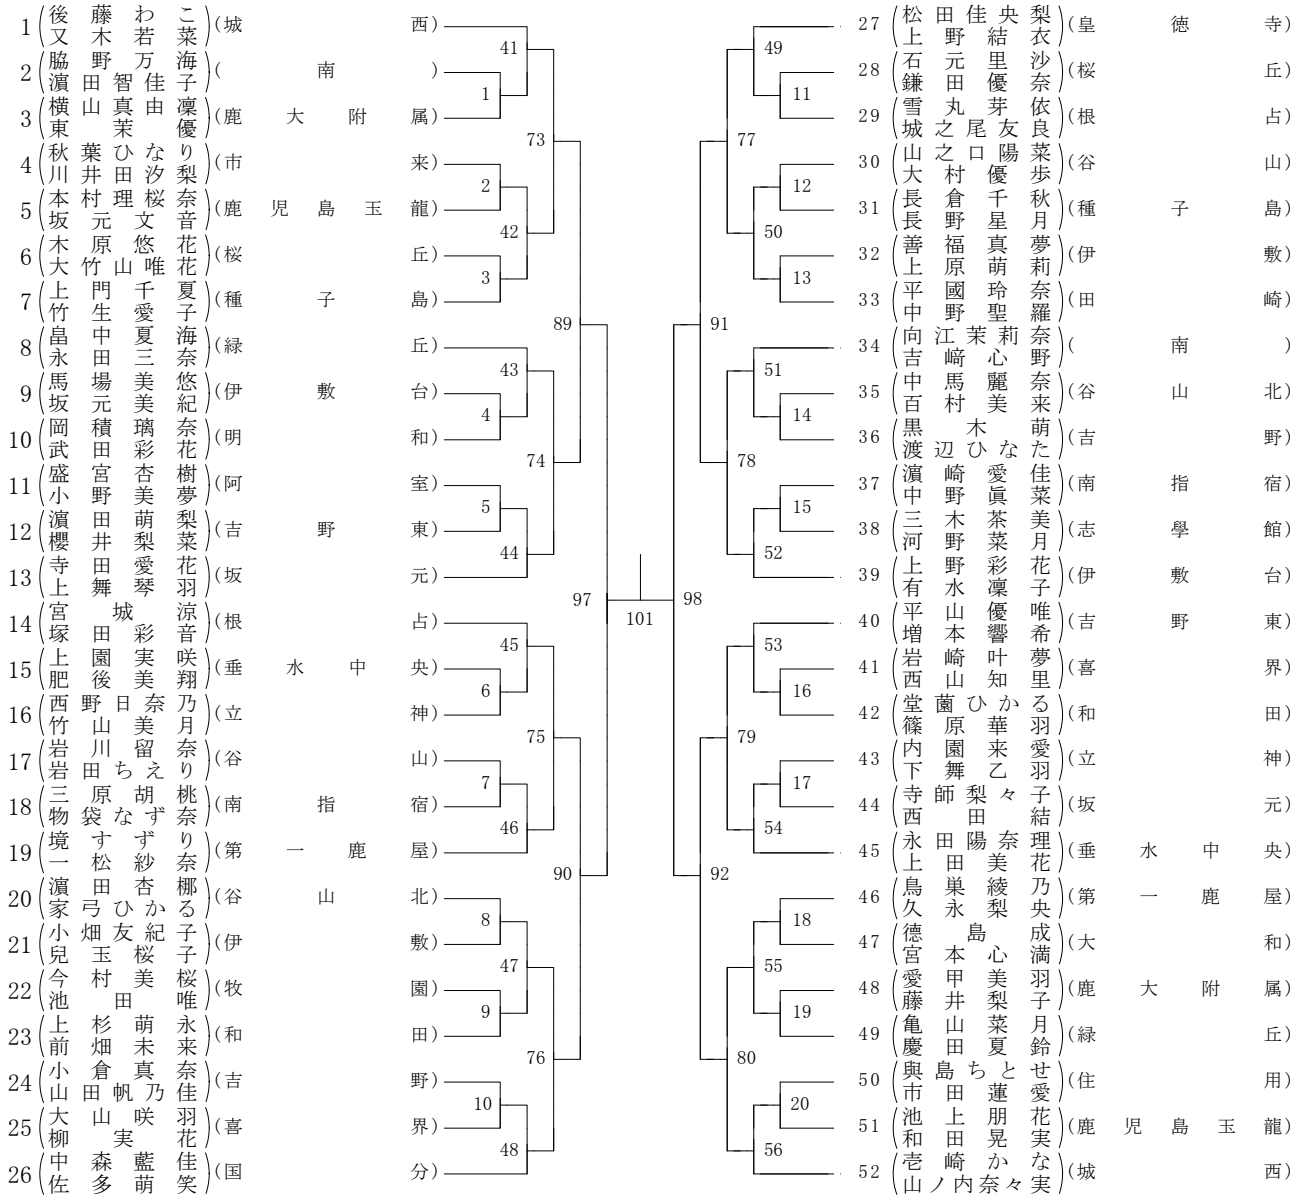 1 後藤わこ 又木若菜 (城西)
2 脇野万海 濵田智佳子 (南)
3 横山真由凜 東茉優 (鹿大附属)
4 秋葉ひなり 川井田汐梨 (市来)
5 本村理桜奈 坂元文音 (鹿児島玉龍)
6 木原悠花 大竹山唯花 (桜丘)
7 上門千夏 竹生愛子 (種子島)
8 畠中夏海 永田三奈 (緑丘)
9 馬場美悠 坂元美紀 (伊敷台)
10 岡積璃奈 武田彩花 (明和)
11 盛宮杏樹 小野美夢 (阿室)
12 濵田萌梨 櫻井梨菜 (吉野東)
13 寺田愛花 上舞琴羽 (坂元)
14 宮城涼 塚田彩音 (根占)
15 上園実咲 肥後美翔 (垂水中央)
16 西野日奈乃 竹山美月 (立神)
17 岩川留奈 岩田ちえり (谷山)
18 三原胡桃 物袋なず奈 (南指宿)
19 境すずり 一松紗奈 (第一鹿屋)
20 濵田杏梛 家弓ひかる (谷山北)
21 小畑友紀子 兒玉桜子 (伊敷)
22 今村美桜 池田唯 (牧園)
23 上杉萌永 前畑未来 (和田)
24 小倉真奈 山田帆乃佳 (吉野)
25 大山咲羽 柳実花 (喜界)
26 中森藍佳 佐多萌笑 (国分)
41
1
73
2
42
3
89
43
4
74
5
44
97
45
6
75
7
46
90
8
47
9
76
10
48
101
27 松田佳央梨 上野結衣 (皇徳寺)
28 石元里沙 鎌田優奈 (桜丘)
29 雪丸芽依 城之尾友良 (根占)
30 山之口陽菜 大村優歩 (谷山)
31 長倉千秋 長野星月 (種子島)
32 善福真夢 上原萌莉 (伊敷)
33 平國玲奈 中野聖羅 (田崎)
34 向江茉莉奈 吉﨑心野 (南)
35 中馬麗奈 百村美来 (谷山北)
36 黒木萌 渡辺ひなた (吉野)
37 濵崎愛佳 中野眞菜 (南指宿)
38 三木茶美 河野菜月 (志學館)
39 上野彩花 有水凜子 (伊敷台)
40 平山優唯 増本響希 (吉野東)
41 岩崎叶夢 西山知里 (喜界)
42 堂薗ひかる 篠原華羽 (和田)
43 内園来愛 下舞乙羽 (立神)
44 寺師梨々子 西田結 (坂元)
45 永田陽奈理 上田美花 (垂水中央)
46 鳥巣綾乃 久永梨央 (第一鹿屋)
47 德島成 宮本心満 (大和)
48 愛甲美羽 藤井梨子 (鹿大附属)
49 亀山菜月 慶田夏鈴 (緑丘)
50 與島ちとせ 市田蓮愛 (住用)
51 池上朋花 和田晃実 (鹿児島玉龍)
52 壱崎かな 山ノ内奈々実 (城西)
49
11
77
12
50
13
91
51
14
78
15
52
98
53
16
79
17
54
92
18
55
19
80
20
56